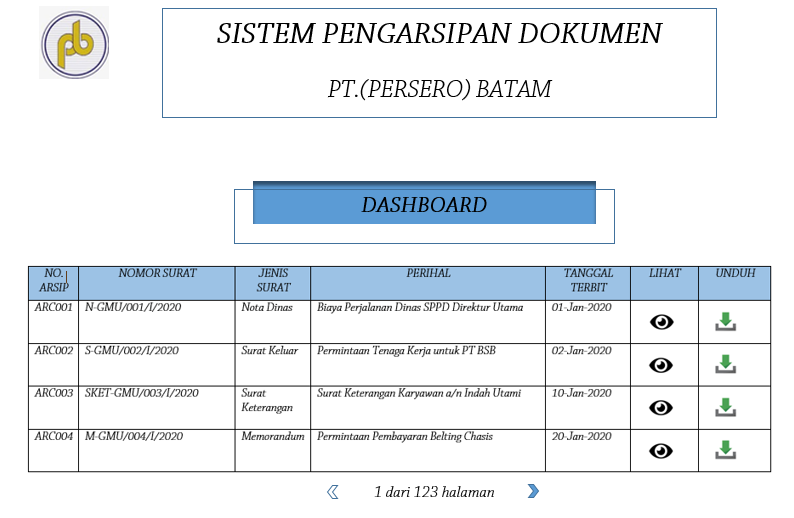 pb
SISTEM PENGARSIPAN DOKUMEN
PT.(PERSERO) BATAM
DASHBOARD
NO. ARSIP NOMOR SURAT JENIS SURAT PERIHAL TANGGAL TERBIT LIHAT UNDUH
ARC001 N-GMU/001/I/2020 Nota Dinas Biaya Perjalanan Dinas SPPD Direktur Utama 01-Jan-2020
ARC002 S-GMU/002/I/2020 Surat Keluar Permintaan Tenaga Kerja untuk PT BSB 02-Jan-2020
ARC003 SKET-GMU/003/I/2020 Surat Keterangan Surat Keterangan Karyawan a/n Indah Utami 10-Jan-2020
ARC004 M-GMU/004/I/2020 Memorandum Permintaan Pembayaran Belting Chasis 20-Jan-2020
1 dari 123 halaman